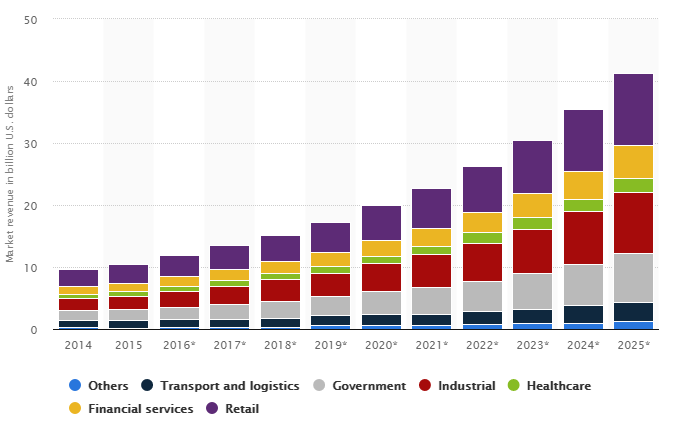 50
40
30
20
10
0
Market revenue in billion U.S. dollars
2014 2015 2016* 2017* 2018* 2019* 2020* 2021* 2022* 2023* 2024* 2025*
Others Transport and logistics Government Industrial Healthcare
Financial services Retail